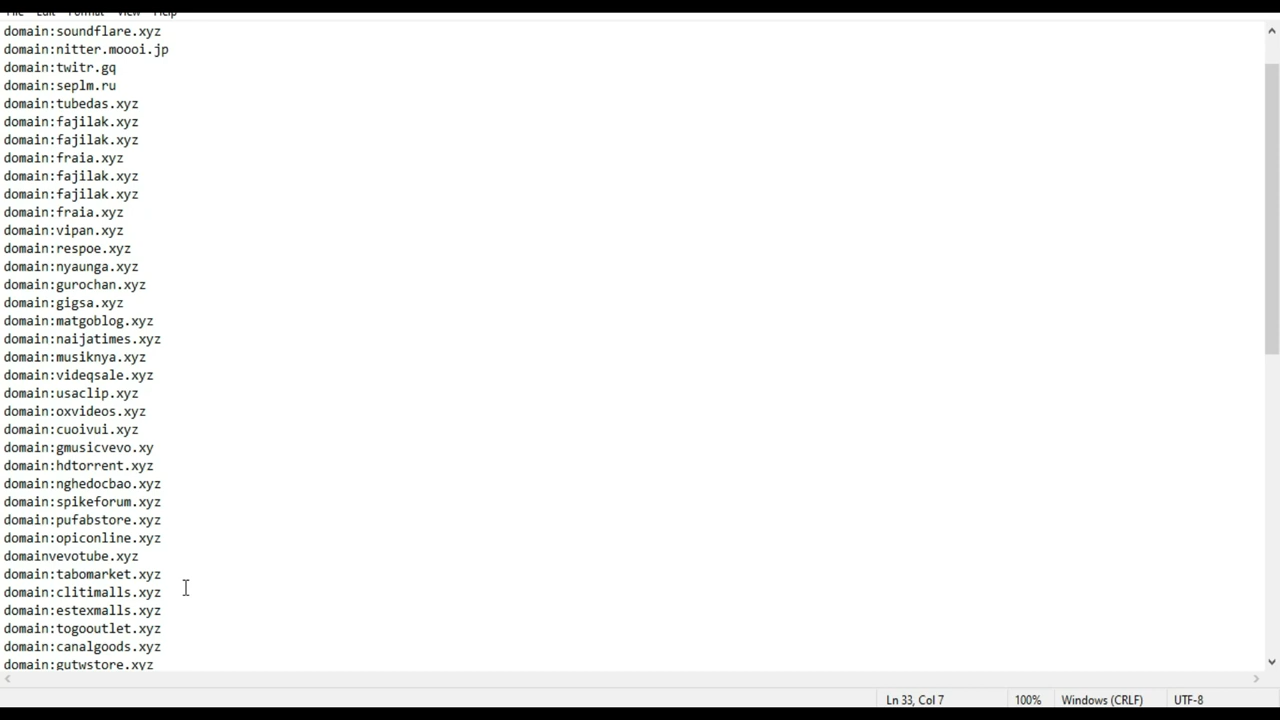 File Edit Format View Help
domain:soundflare.xyz
domain:nitter.moooi.jp
domain:twitr.gq
domain:seplm.ru
domain:tubedas.xyz
domain:fajilak.xyz
domain:fajilak.xyz
domain:fraia.xyz
domain:fajilak.xyz
domain:fajilak.xyz
domain:fraia.xyz
domain:vipan.xyz
domain:respoe.xyz
domain:nyaunga.xyz
domain:gurochan.xyz
domain:gigsa.xyz
domain:matgoblog.xyz
domain:naijatimes.xyz
domain:musiknya.xyz
domain:videqsale.xyz
domain:usaclip.xyz
domain:oxvideos.xyz
domain:cuoivui.xyz
domain:gmusicvevo.xy
domain:hdtorrent.xyz
domain:nghedocbao.xyz
domain:spikeforum.xyz
domain:pufabstore.xyz
domain:opiconline.xyz
domainvevotube.xyz
domain:tabomarket.xyz
domain:clitimalls.xyz
domain:estexmalls.xyz
domain:togooutlet.xyz
domain:canalgoods.xyz
domain:gutwstore.xyz
Ln 33, Col 7 100% Windows (CRLF) UTF-8